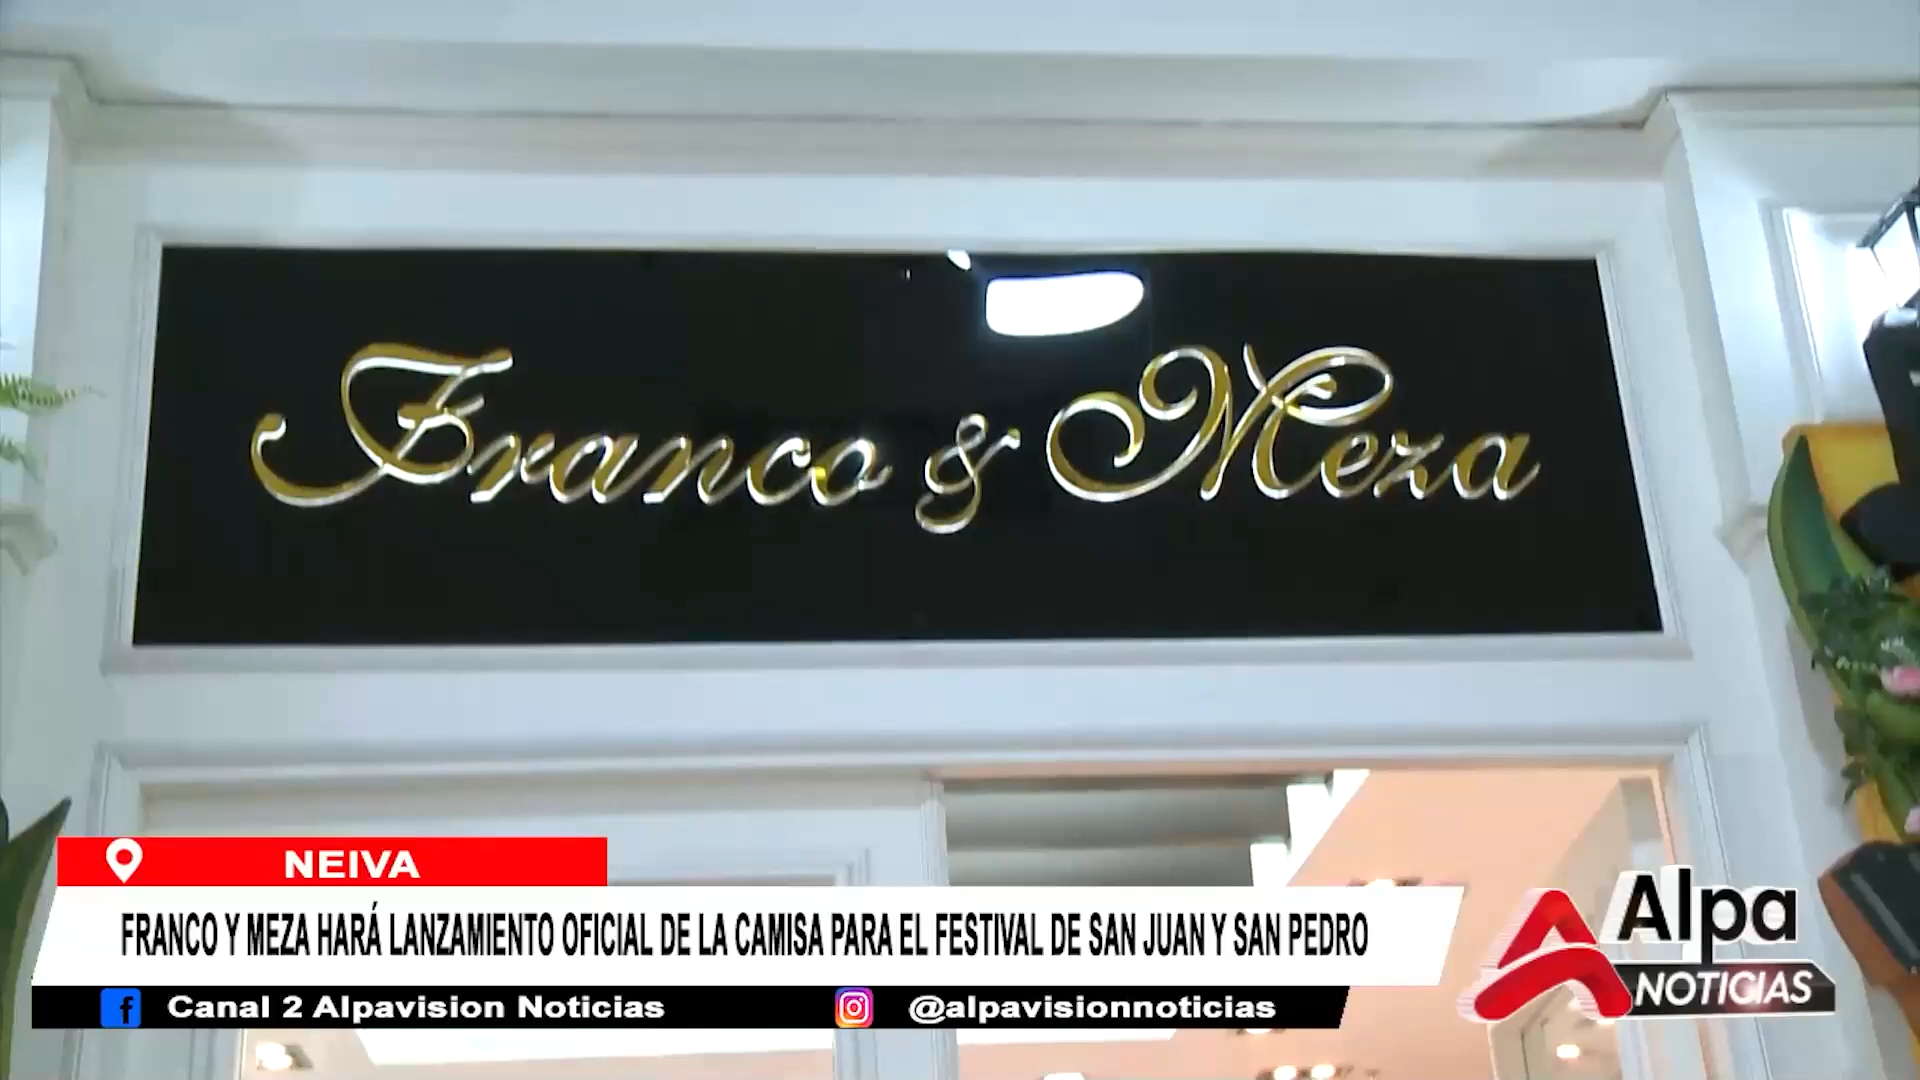 Franco & Meza
NEIVA
FRANCO Y MEZA HARÁ LANZAMIENTO OFICIAL DE LA CAMISA PARA EL FESTIVAL DE SAN JUAN Y SAN PEDRO
Canal 2 Alpavision Noticias @alpavisionnoticias
Alpa
NOTICIAS